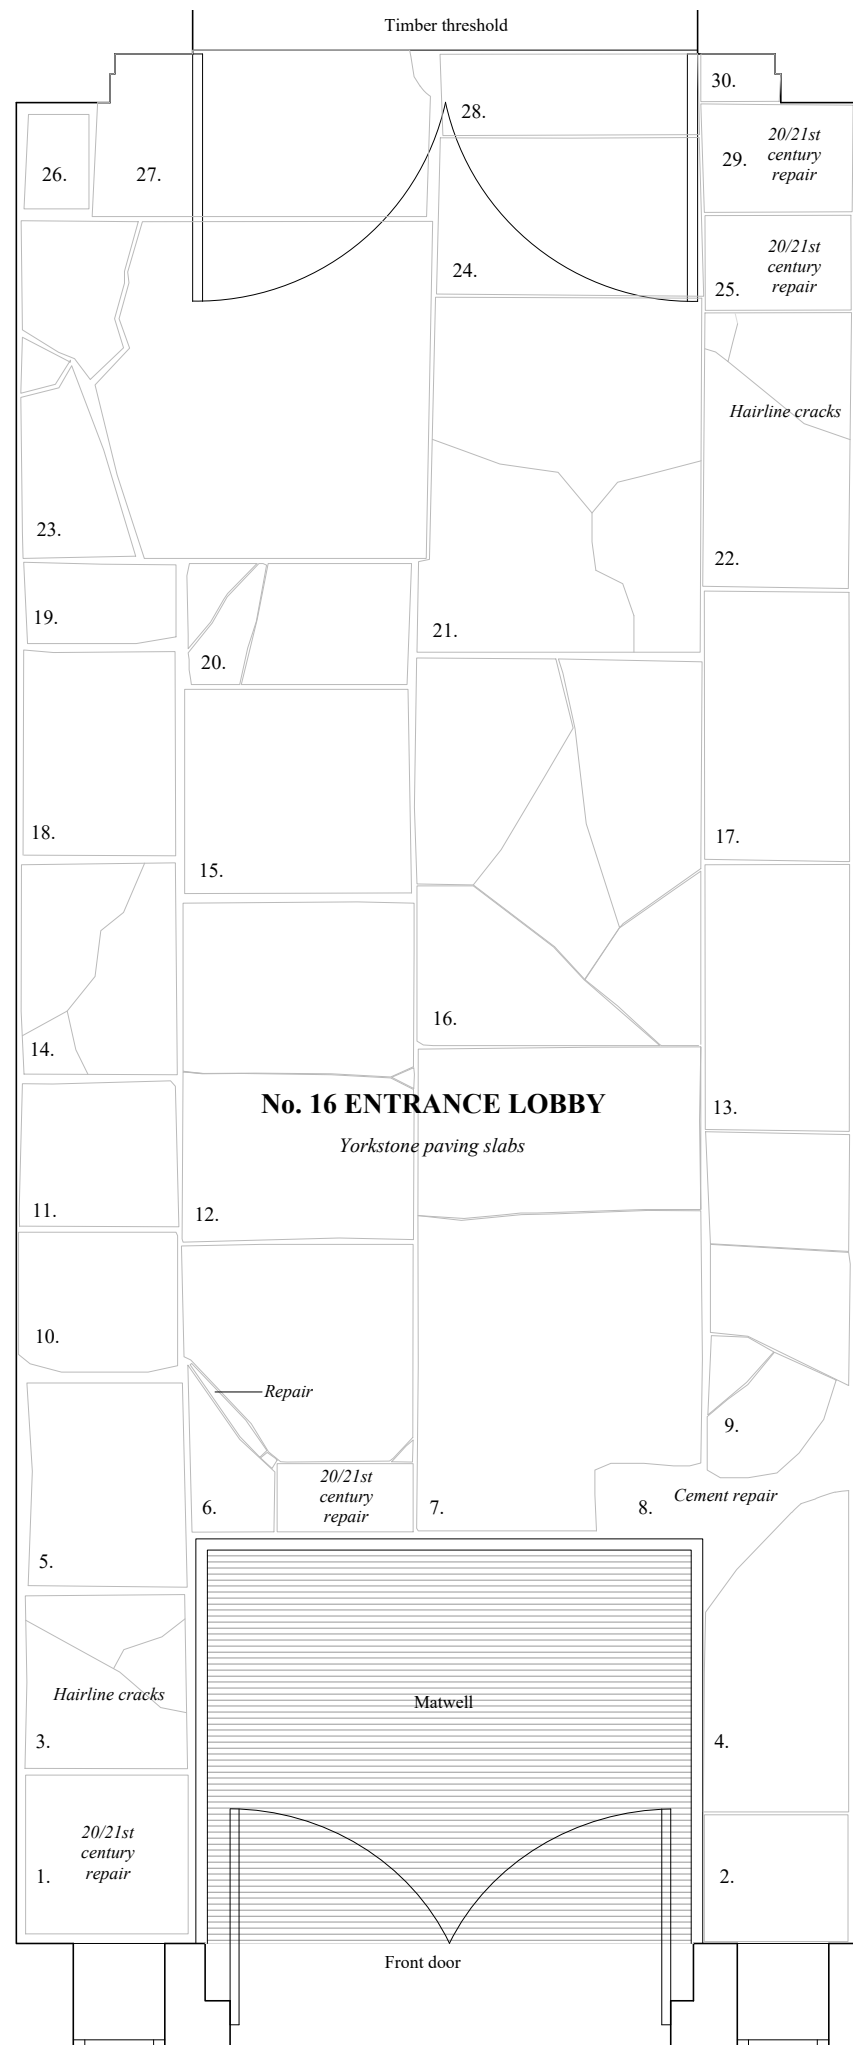 Timber threshold
30.
28.
20/21st
century
repair
29.
26.
27.
20/21st
century
repair
24.
25.
Hairline cracks
23.
22.
19.
21.
20.
18.
17.
15.
16.
14.
No. 16 ENTRANCE LOBBY
13.
Yorkstone paving slabs
11.
12.
10.
Repair
9.
20/21st
century
repair
Cement repair
6.
7.
8.
5.
Hairline cracks
Matwell
3.
4.
20/21st
century
repair
1.
2.
Front door